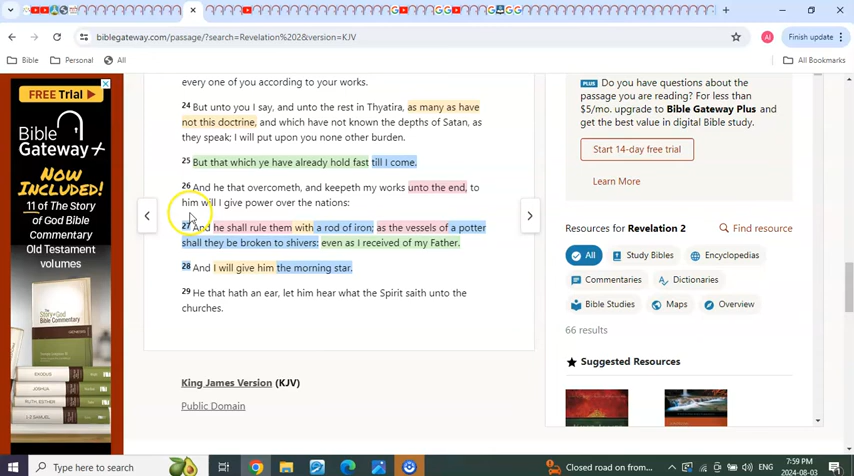 Finish update
biblegateway.com/passage/?search=Revelation%202&version=KJV
AI
Bible
Personal
All
All Bookmarks
FREE Trial
Bible
Gateway
NOW
INCLUDED!
11 of The Story
of God Bible
Commentary
Old Testament
volumes
every one of you according to your works.
24 But unto you I say, and unto the rest in Thyatira, as many as have
not this doctrine, and which have not known the depths of Satan, as
they speak; I will put upon you none other burden.
25 But that which ye have already hold fast till I come.
26 And he that overcometh, and keepeth my works unto the end, to
him will I give power over the nations:
27 And he shall rule them with a rod of iron; as the vessels of a potter
shall they be broken to shivers: even as I received of my Father.
28 And I will give him the morning star.
29 He that hath an ear, let him hear what the Spirit saith unto the
churches.
King James Version (KJV)
Public Domain
PLUS Do you have questions about the
passage you are reading? For less than
$5/mo. upgrade to Bible Gateway Plus and
get the best value in digital Bible study.
Start 14-day free trial
Learn More
Resources for Revelation 2
Find resource
All
Study Bibles
Encyclopedias
Commentaries
Dictionaries
Bible Studies
Maps
Overview
66 results
Suggested Resources
Type here to search
Closed road on from...
ENG
7:59 PM
2024-08-03